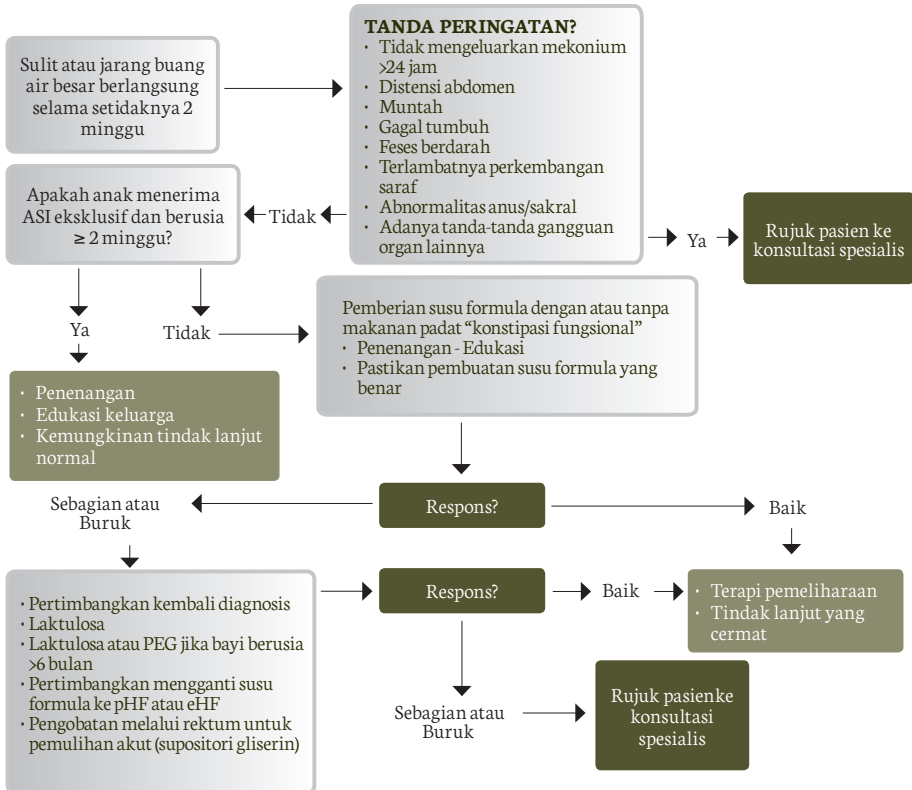 Sulit atau jarang buang
air besar berlangsung
selama setidaknya 2
minggu
TANDA PERINGATAN?
· Tidak mengeluarkan mekonium
>24 jam
· Distensi abdomen
· Muntah
· Gagal tumbuh
· Feses berdarah
· Terlambatnya perkembangan
saraf
· Abnormalitas anus/sakral
· Adanya tanda-tanda gangguan
organ lainnya
Tidak
Apakah anak menerima
ASI eksklusif dan berusia
≥ 2 minggu?
Ya
Rujuk pasien ke
konsultasi spesialis
Ya
Tidak
Pemberian susu formula dengan atau tanpa
makanan padat “konstipasi fungsional”
· Penenangan - Edukasi
· Pastikan pembuatan susu formula yang
benar
· Penenangan
· Edukasi keluarga
· Kemungkinan tindak lanjut
normal
Respons?
Sebagian atau
Buruk
Baik
· Pertimbangkan kembali diagnosis
· Laktulosa
· Laktulosa atau PEG jika bayi berusia
>6 bulan
· Pertimbangkan mengganti susu
formula ke pHF atau eHF
· Pengobatan melalui rektum untuk
pemulihan akut (supositori gliserin)
Respons?
Baik
· Terapi pemeliharaan
· Tindak lanjut yang
cermat
Sebagian atau
Buruk
Rujuk pasienke
konsultasi
spesialis